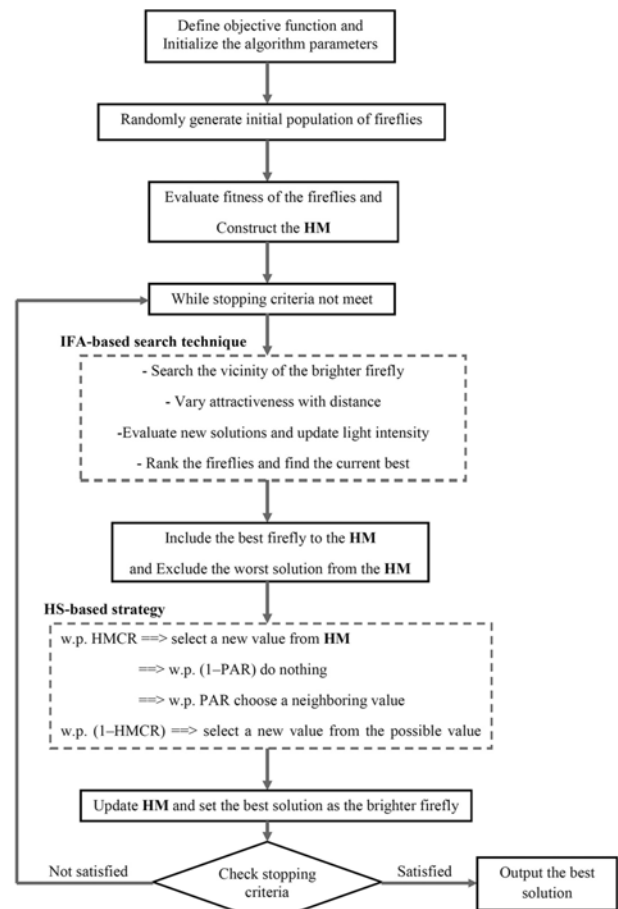 Define objective function and
Initialize the algorithm parameters
Randomly generate initial population of fireflies
Evaluate fitness of the fireflies and
Construct the HM
While stopping criteria not meet
IFA-based search technique
- Search the vicinity of the brighter firefly
- Vary attractiveness with distance
-Evaluate new solutions and update light intensity
- Rank the fireflies and find the current best
Include the best firefly to the HM
and Exclude the worst solution from the HM
HS-based strategy
w.p. HMCR ==> select a new value from HM
==> w.p. (1–PAR) do nothing
==> w.p. PAR choose a neighboring value
w.p. (1–HMCR) ==> select a new value from the possible value
Update HM and set the best solution as the brighter firefly
Not satisfied
Check stopping
criteria
Satisfied
Output the best
solution